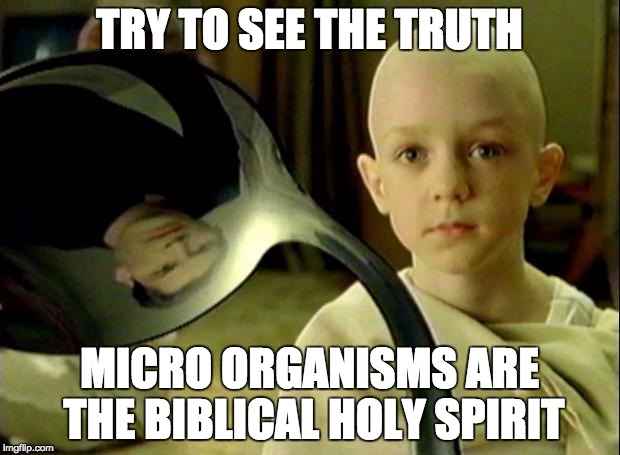 TRY TO SEE THE TRUTH
MICRO ORGANISMS ARE
THE BIBLICAL HOLY SPIRIT
imgflip.com